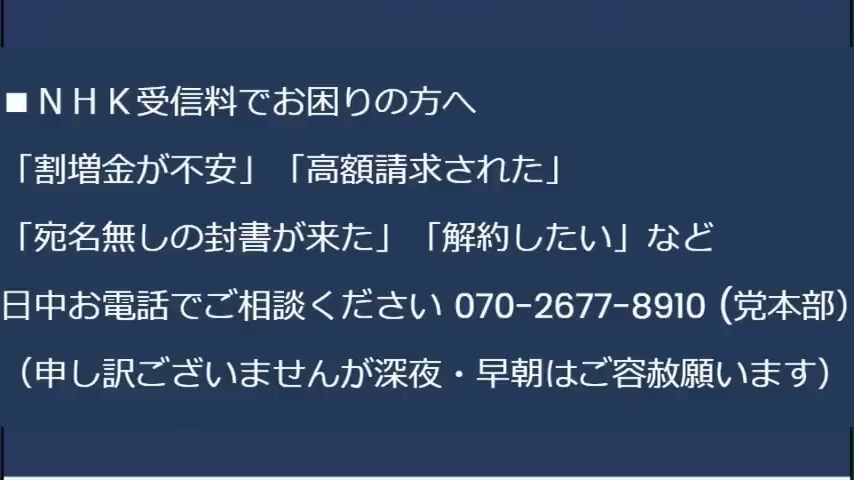 ■ＮＨＫ受信料でお困りの方へ
「割増金が不安」「高額請求された」
「宛名無しの封書が来た」「解約したい」など
日中お電話でご相談ください 070-2677-8910 (党本部)
（申し訳ございませんが深夜・早朝はご容赦願います）